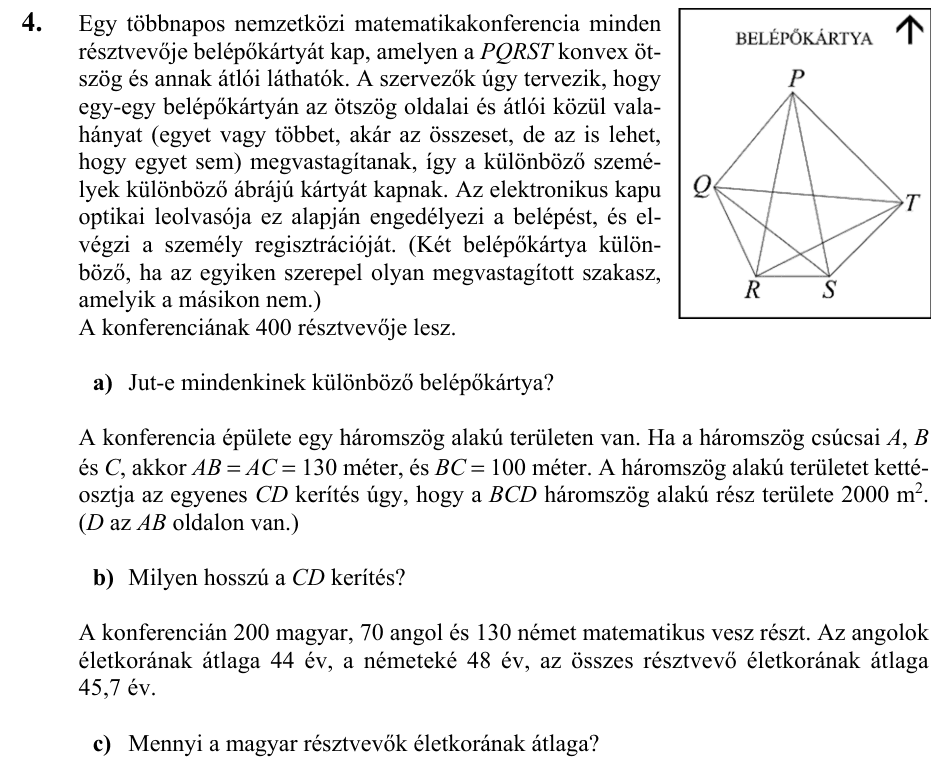 4. Egy többnapos nemzetközi matematikakonferencia minden
résztvevője belépőkártyát kap, amelyen a PQRST konvex öt-
szög és annak átlói láthatók. A szervezők úgy tervezik, hogy
egy-egy belépőkártyán az ötszög oldalai és átlói közül vala-
hányat (egyet vagy többet, akár az összeset, de az is lehet,
hogy egyet sem) megvastagítanak, így a különböző szemé-
lyek különböző ábrájú kártyát kapnak. Az elektronikus kapu
optikai leolvasója ez alapján engedélyezi a belépést, és el-
végzi a személy regisztrációját. (Két belépőkártya külön-
böző, ha az egyiken szerepel olyan megvastagított szakasz,
amelyik a másikon nem.)
A konferenciának 400 résztvevője lesz.
BELÉPŐKÁRTYA
P
Q
T
R
S
a) Jut-e mindenkinek különböző belépőkártya?
A konferencia épülete egy háromszög alakú területen van. Ha a háromszög csúcsai A, B
és C, akkor AB = AC = 130 méter, és BC = 100 méter. A háromszög alakú területet ketté-
osztja az egyenes CD kerítés úgy, hogy a BCD háromszög alakú rész területe 2000 m².
(D az AB oldalon van.)
b) Milyen hosszú a CD kerítés?
A konferencián 200 magyar, 70 angol és 130 német matematikus vesz részt. Az angolok
életkorának átlaga 44 év, a németeké 48 év, az összes résztvevő életkorának átlaga
45,7 év.
c) Mennyi a magyar résztvevők életkorának átlaga?